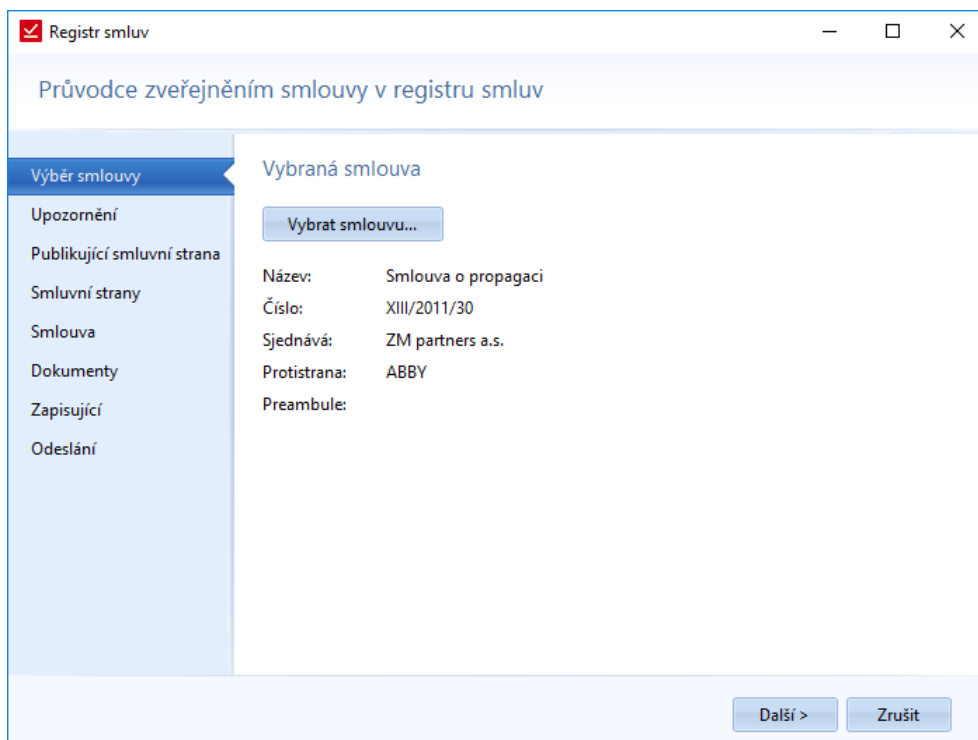 Registr smluv
Průvodce zveřejněním smlouvy v registru smluv
Výběr smlouvy
Upozornění
Publikující smluvní strana
Smluvní strany
Smlouva
Dokumenty
Zapisující
Odeslání
Vybraná smlouva
Vybrat smlouvu...
Název: Smlouva o propagaci
Číslo: XIII/2011/30
Sjednává: ZM partners a.s.
Protistrana: ABBY
Preambule:
Další > Zrušit